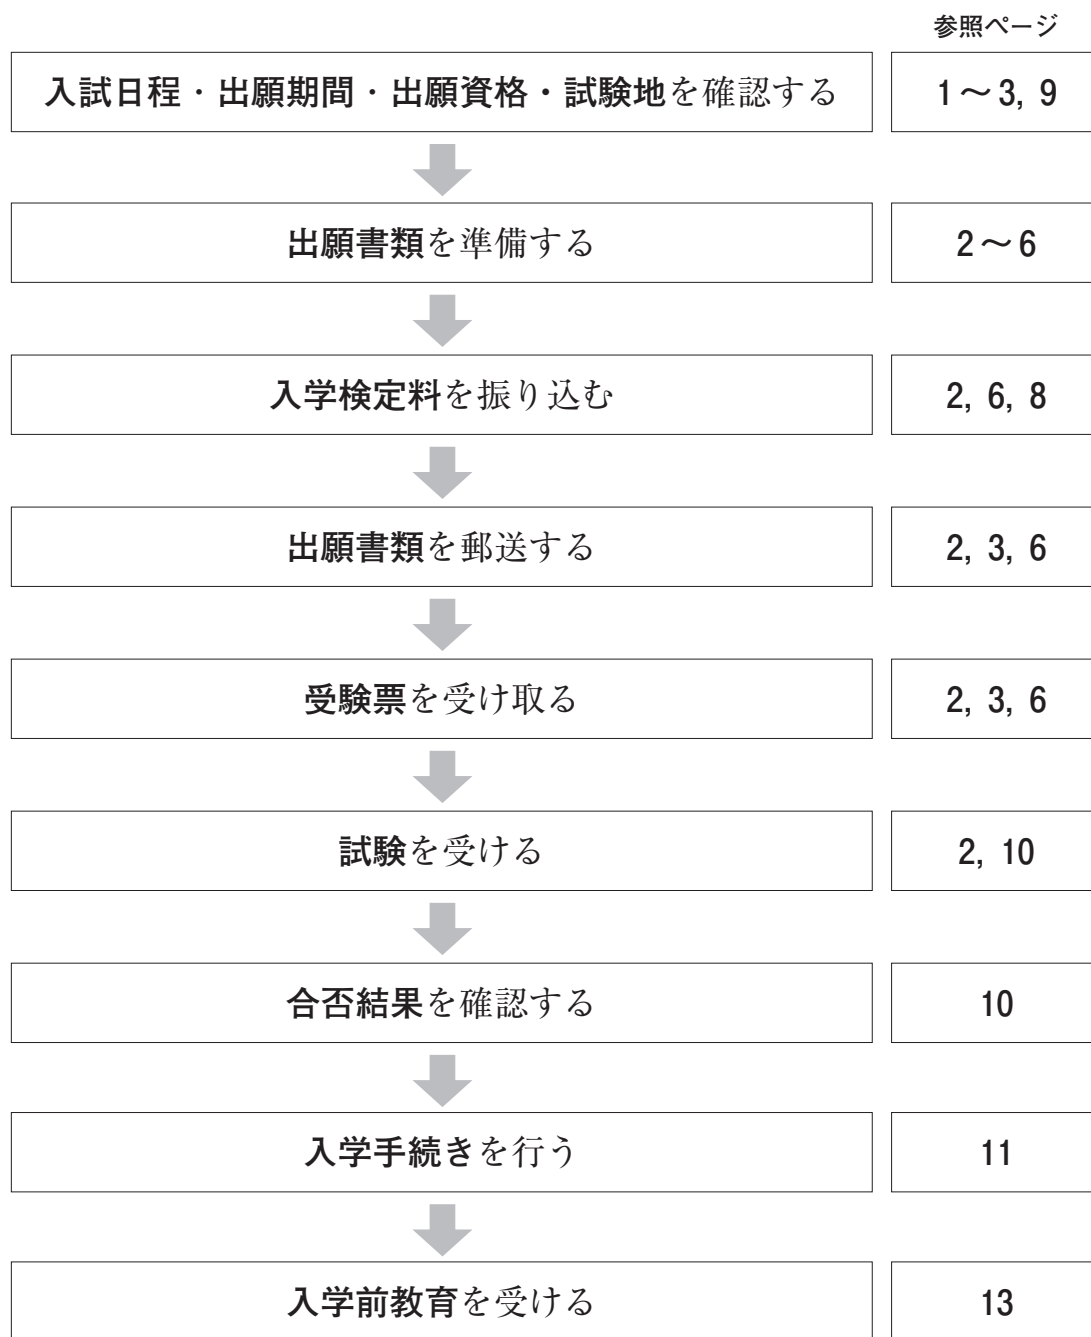 参照ページ
入試日程・出願期間・出願資格・試験地を確認する 1～3, 9
出願書類を準備する 2～6
入学検定料を振り込む 2, 6, 8
出願書類を郵送する 2, 3, 6
受験票を受け取る 2, 3, 6
試験を受ける 2, 10
合否結果を確認する 10
入学手続きを行う 11
入学前教育を受ける 13